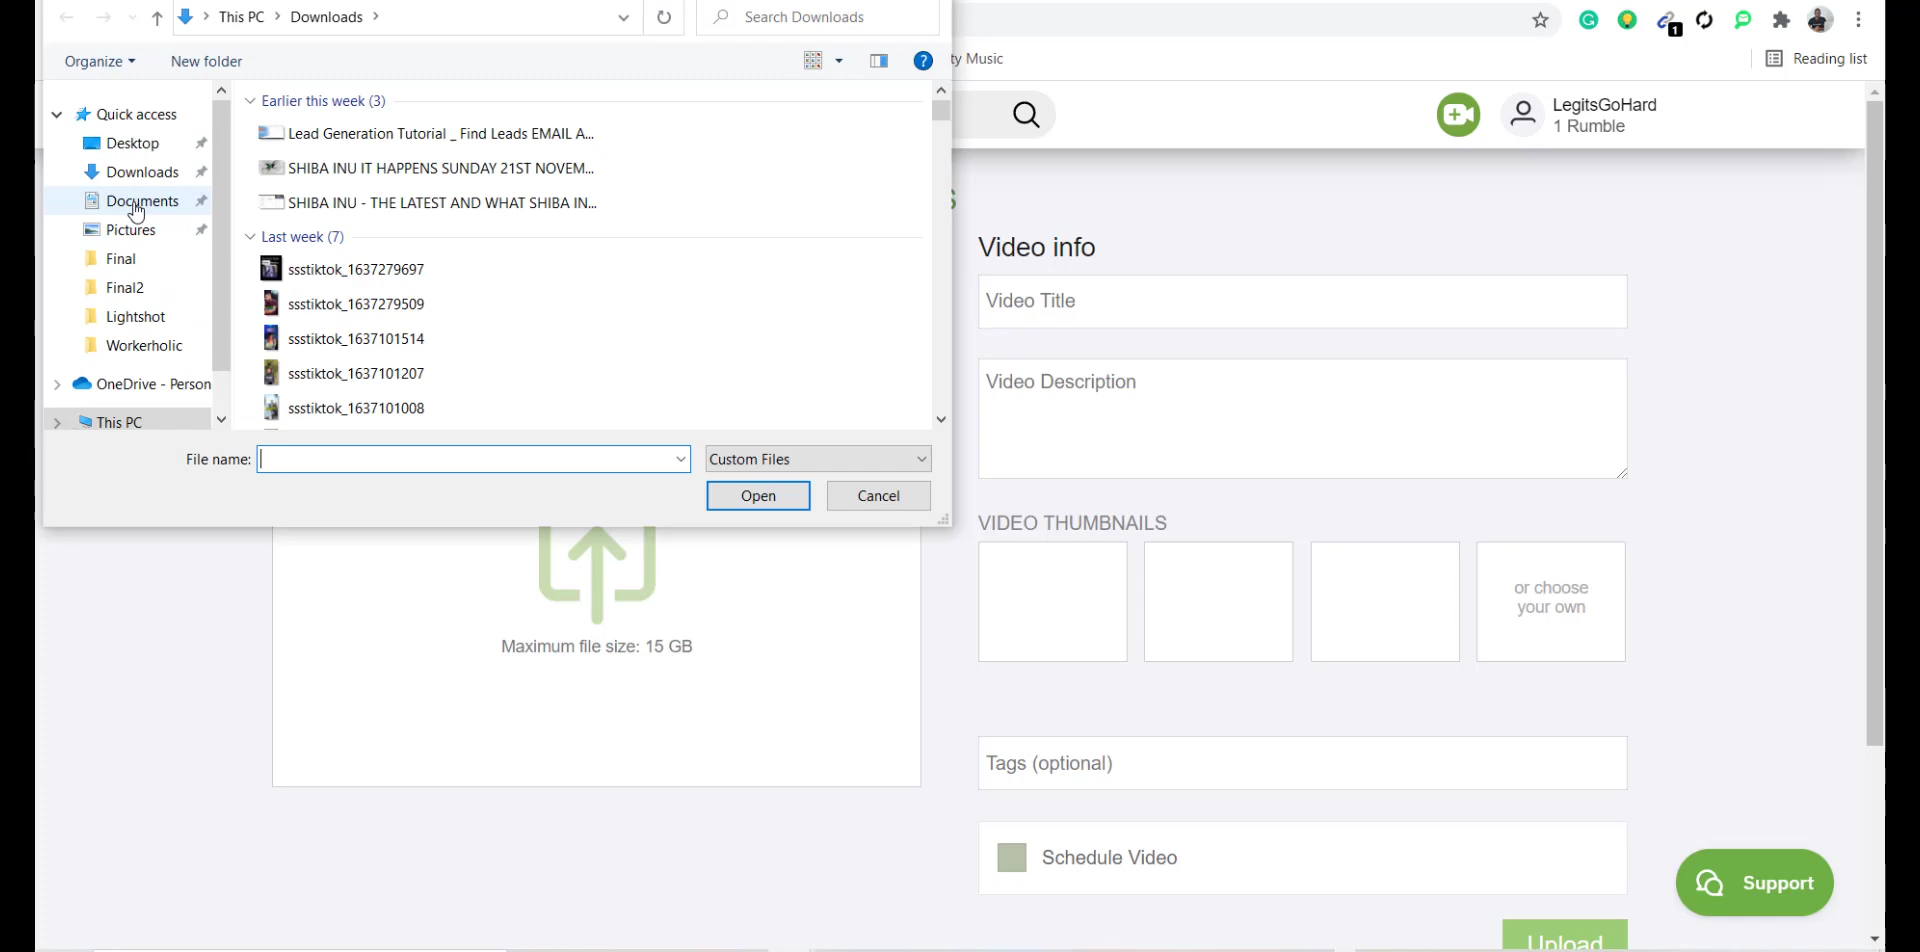 This PC
Downloads
Search Downloads
Organize
New folder
?
ty Music
1
Reading list
Quick access
Desktop
Downloads
Documents
Pictures
Final
Final2
Lightshot
Workerholic
OneDrive - Person
This PC
Earlier this week (3)
Lead Generation Tutorial _ Find Leads EMAIL A...
SHIBA INU IT HAPPENS SUNDAY 21ST NOVEM...
SHIBA INU - THE LATEST AND WHAT SHIBA IN...
Last week (7)
ssstiktok_1637279697
ssstiktok_1637279509
ssstiktok_1637101514
ssstiktok_1637101207
ssstiktok_1637101008
File name:
Custom Files
Open
Cancel
Maximum file size: 15 GB
LegitsGoHard
1 Rumble
Video info
Video Title
Video Description
VIDEO THUMBNAILS
or choose
your own
Tags (optional)
Schedule Video
Upload
Support